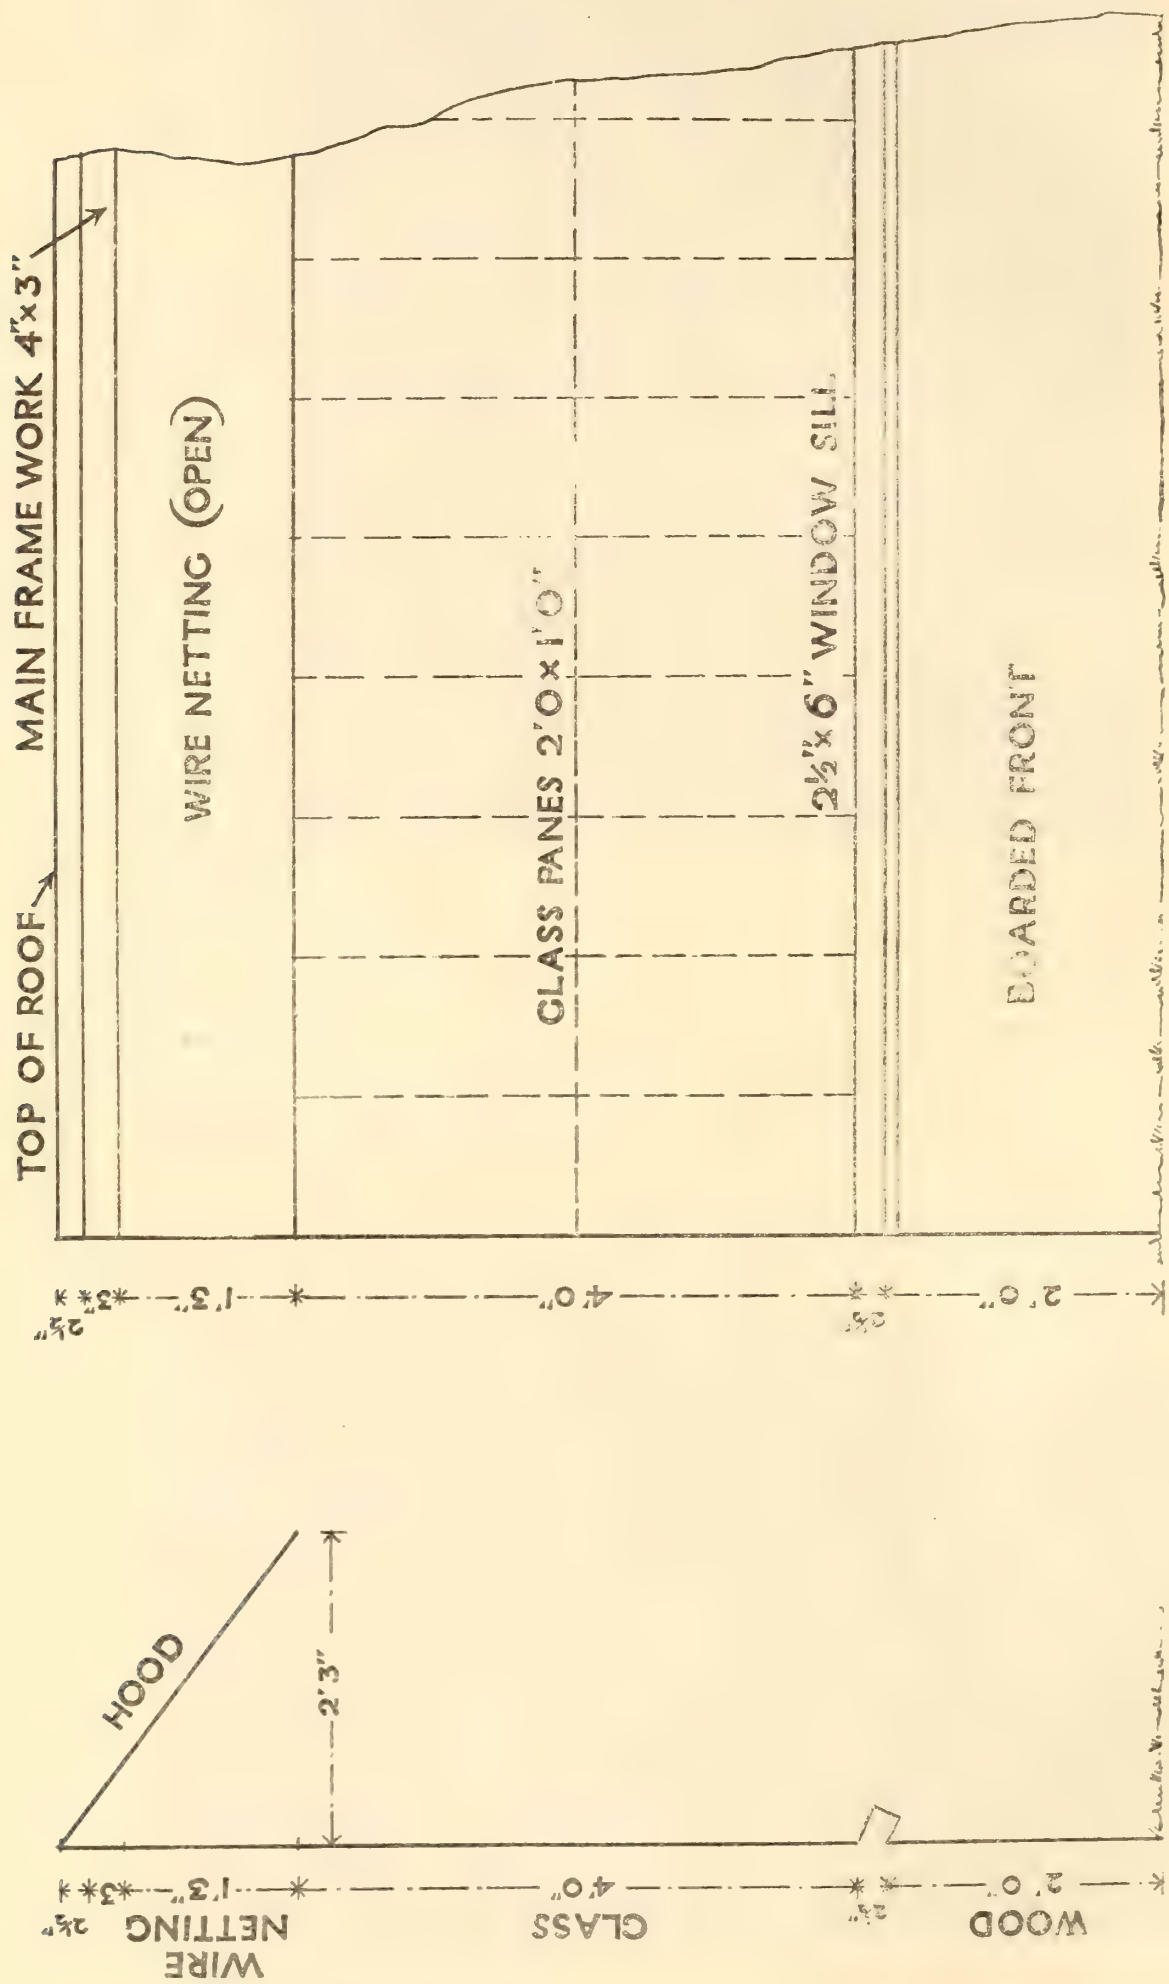 TOP OF ROOF
MAIN FRAME WORK 4"×3"
WIRE NETTING (OPEN)
GLASS PANES 2'0×1'0"
2½"×6" WINDOW SILL
BOARDED FRONT
2½"
3"
1'3"
4'0"
2½"
2'0"
HOOD
2'3"
2½"
3"
1'3"
4'0"
2½"
2'0"
WIRE
NETTING
GLASS
WOOD